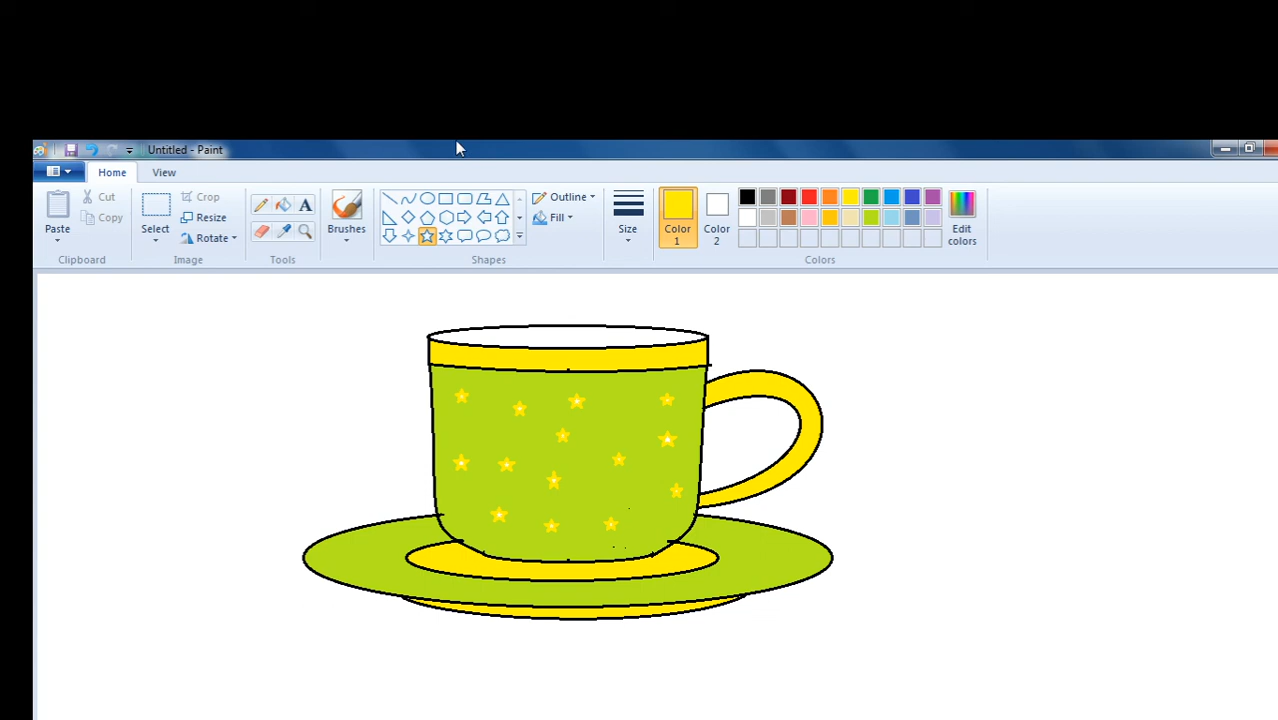 Untitled - Paint
Home View
Paste
Cut
Copy
Clipboard
Select
Crop
Resize
Rotate
Image
A
Tools
Brushes
Outline
Fill
Shapes
Size
Color 1
Color 2
Edit colors
Colors